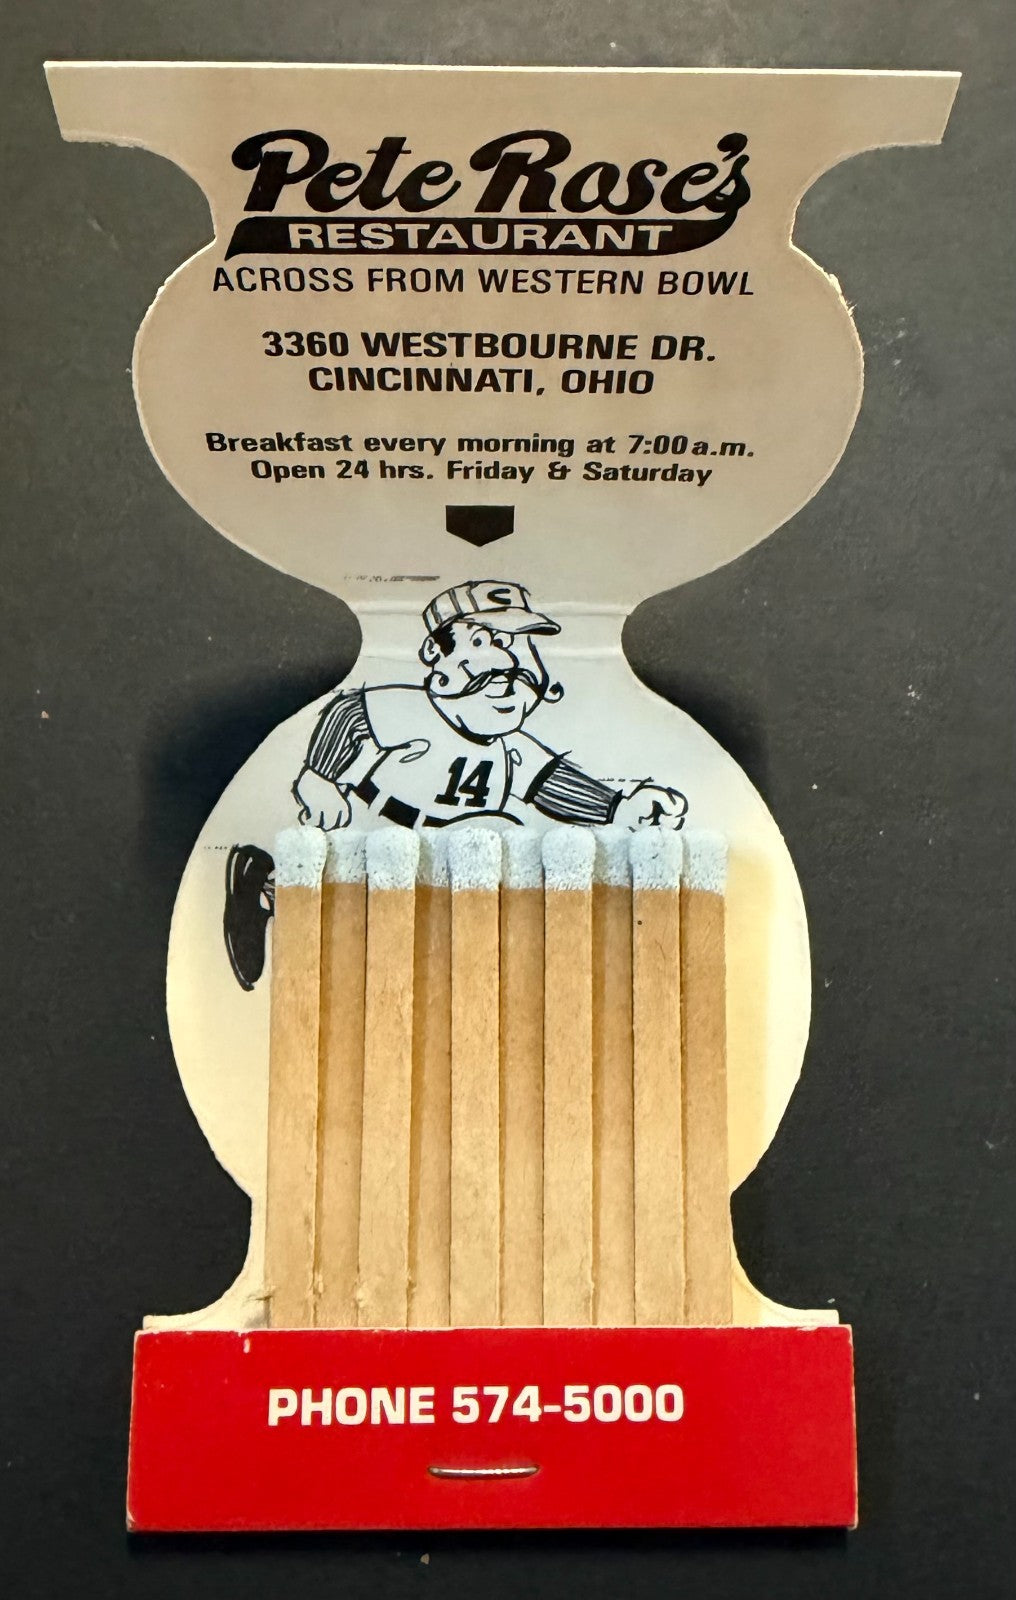 Pete Rose's
RESTAURANT
ACROSS FROM WESTERN BOWL
3360 WESTBOURNE DR.
CINCINNATI, OHIO
Breakfast every morning at 7:00 a.m.
Open 24 hrs. Friday & Saturday
C
14
PHONE 574-5000